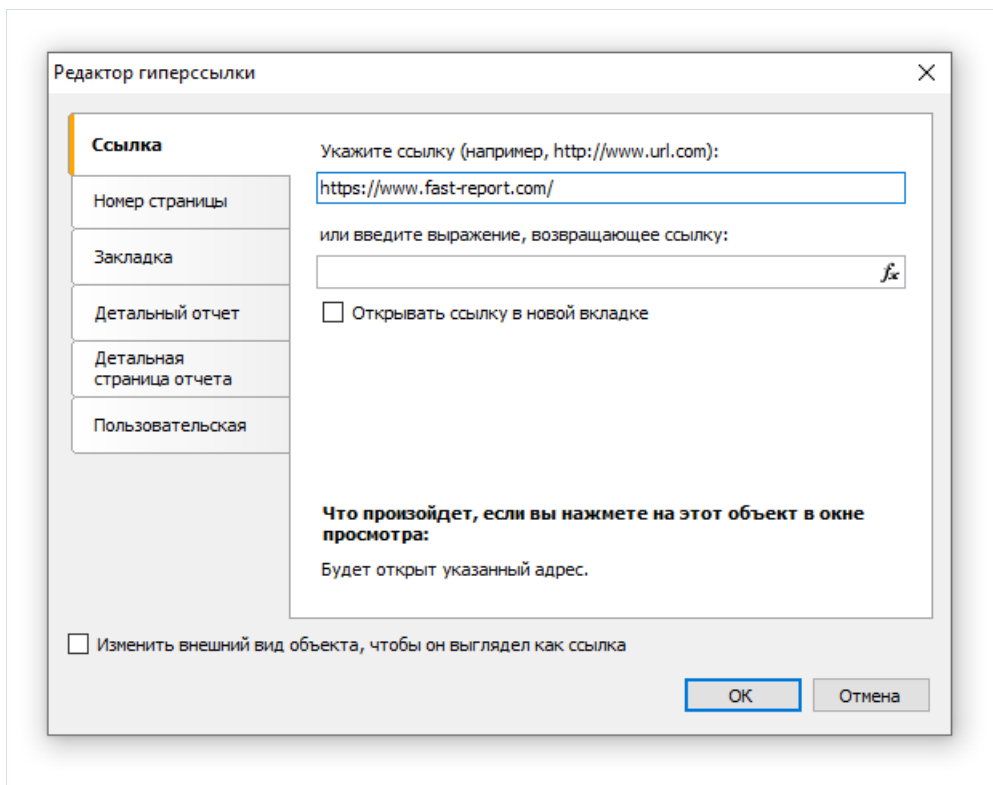 Редактор гиперссылки
Ссылка
Номер страницы
Закладка
Детальный отчет
Детальная
страница отчета
Пользовательская
Укажите ссылку (например, http://www.url.com):
https://www.fast-report.com/
или введите выражение, возвращающее ссылку:
fx
Открывать ссылку в новой вкладке
Что произойдет, если вы нажмете на этот объект в окне
просмотра:
Будет открыт указанный адрес.
Изменить внешний вид объекта, чтобы он выглядел как ссылка
ОК
Отмена